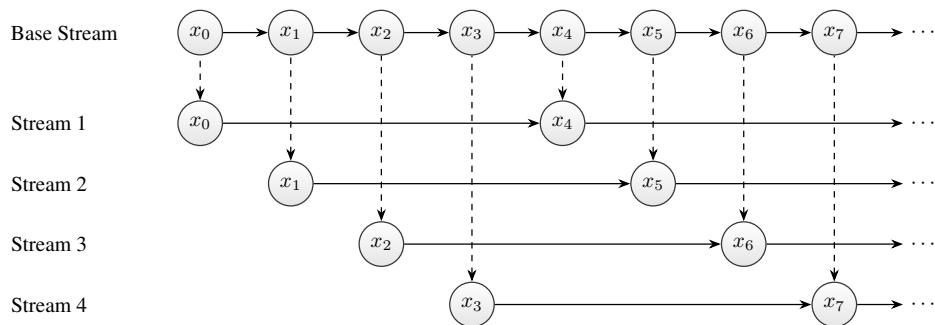 Base Stream x₀ x₁ x₂ x₃ x₄ x₅ x₆ x₇ ···
Stream 1 x₀ x₄ ···
Stream 2 x₁ x₅ ···
Stream 3 x₂ x₆ ···
Stream 4 x₃ x₇ ···